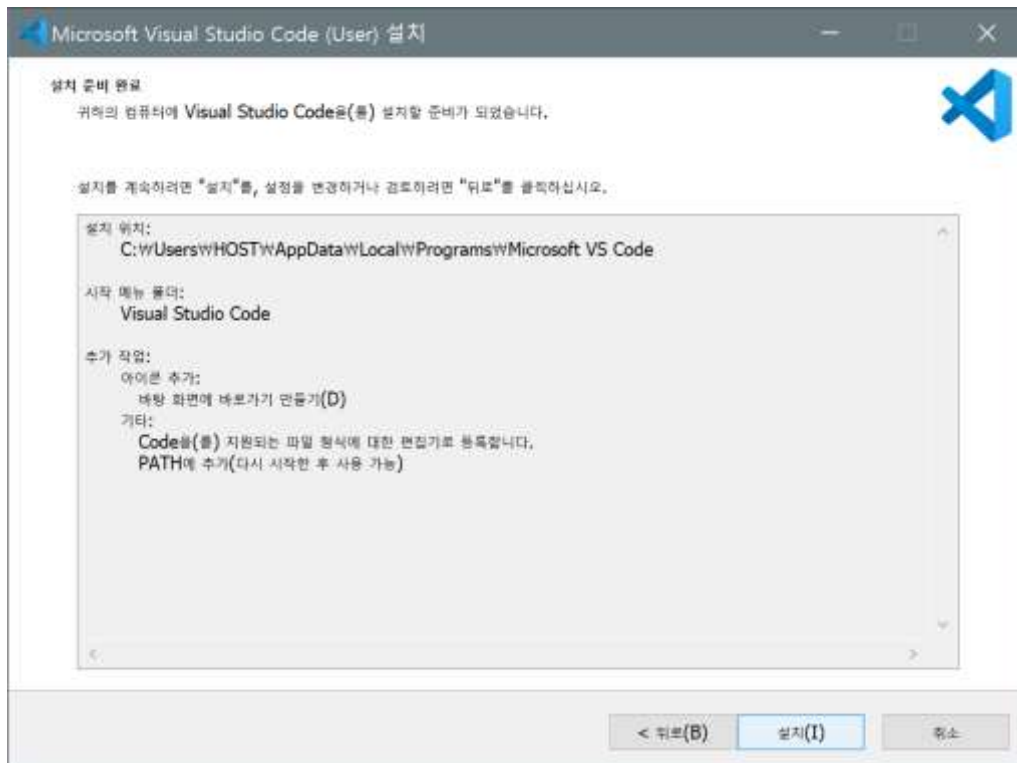 Microsoft Visual Studio Code (User) 설치
설치 준비 완료
귀하의 컴퓨터에 Visual Studio Code을(를) 설치할 준비가 되었습니다.
설치를 계속하려면 "설치"를, 설정을 변경하거나 검토하려면 "뒤로"를 클릭하십시오.
설치 위치:
C:₩Users₩HOST₩AppData₩Local₩Programs₩Microsoft VS Code
시작 메뉴 폴더:
Visual Studio Code
추가 작업:
아이콘 추가:
바탕 화면에 바로가기 만들기(D)
기타:
Code을(를) 지원되는 파일 형식에 대한 편집기로 등록합니다.
PATH에 추가(다시 시작한 후 사용 가능)
< 뒤로(B) 설치(I) 취소